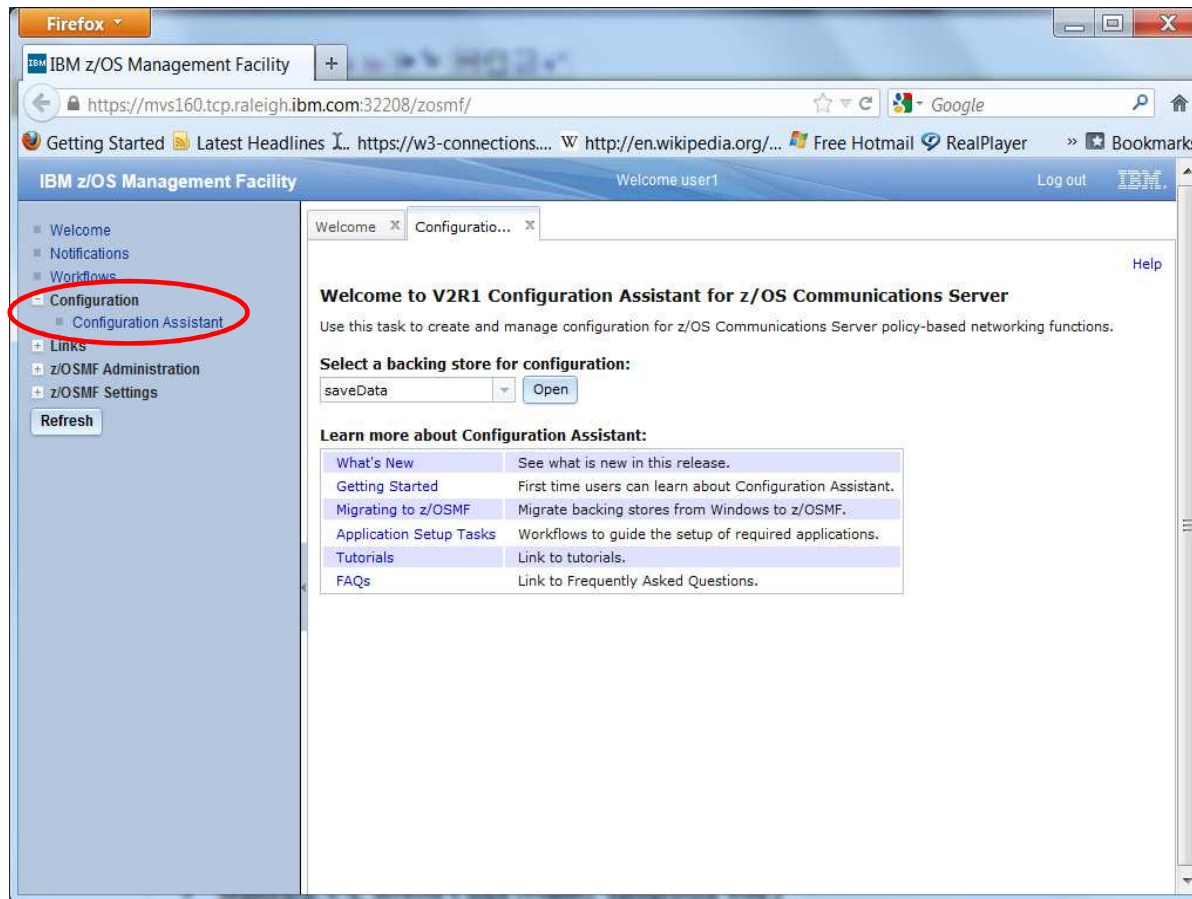 Firefox
IBM IBM z/OS Management Facility
+
https://mvs160.tcp.raleigh.ibm.com:32208/zosmf/
Google
Getting Started Latest Headlines https://w3-connections.... W http://en.wikipedia.org/... Free Hotmail RealPlayer » Bookmarks
IBM z/OS Management Facility Welcome user1 Log out IBM.
Welcome
Notifications
Workflows
Configuration
Configuration Assistant
Links
z/OSMF Administration
z/OSMF Settings
Refresh
Welcome x Configuratio... x
Help
Welcome to V2R1 Configuration Assistant for z/OS Communications Server
Use this task to create and manage configuration for z/OS Communications Server policy-based networking functions.
Select a backing store for configuration:
saveData Open
Learn more about Configuration Assistant:
What's New See what is new in this release.
Getting Started First time users can learn about Configuration Assistant.
Migrating to z/OSMF Migrate backing stores from Windows to z/OSMF.
Application Setup Tasks Workflows to guide the setup of required applications.
Tutorials Link to tutorials.
FAQs Link to Frequently Asked Questions.